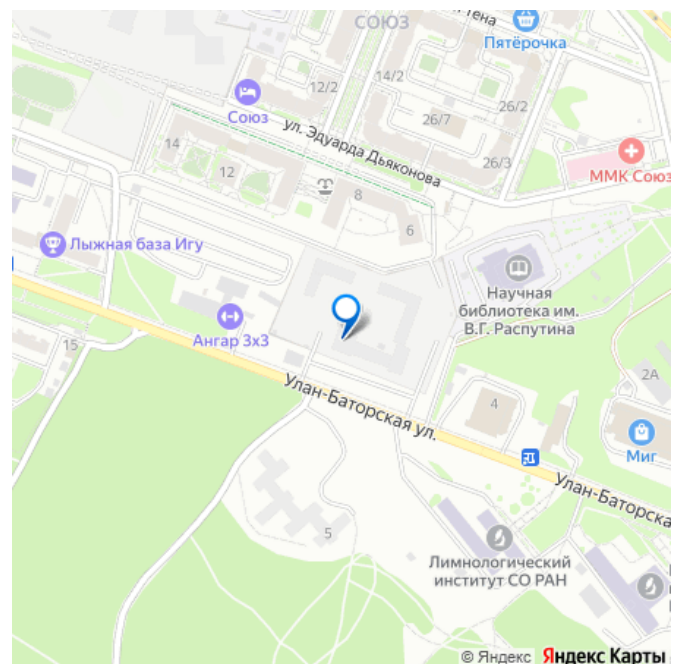 СОЮЗ
Пятёрочка
12/2
14/2
26/2
Союз
ул. Эдуарда Дьяконова
26/7
14
12
26/3
ММК Союз
8
6
Лыжная база Игу
Научная
библиотека им.
В.Г. Распутина
Ангар 3х3
15
2А
Улан-Баторская ул.
4
Миг
Улан-Баторска
5
Лимнологический
институт СО РАН
© Яндекс Яндекс Карты